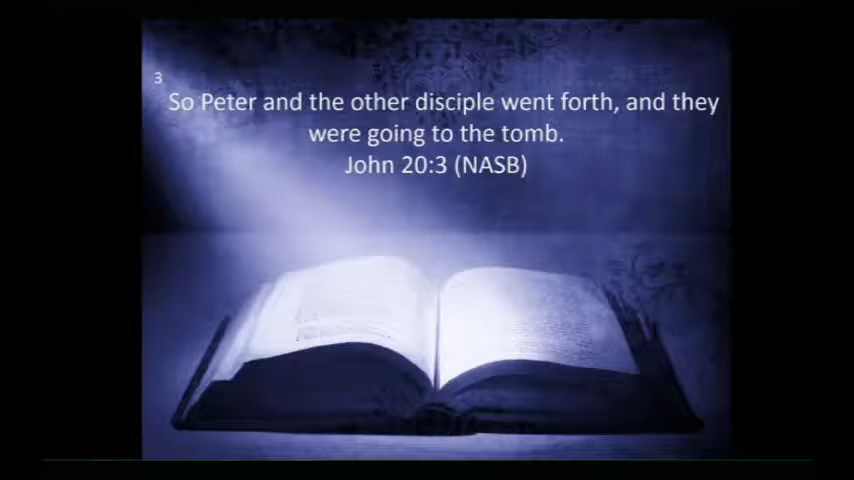 3
So Peter and the other disciple went forth, and they
were going to the tomb.
John 20:3 (NASB)